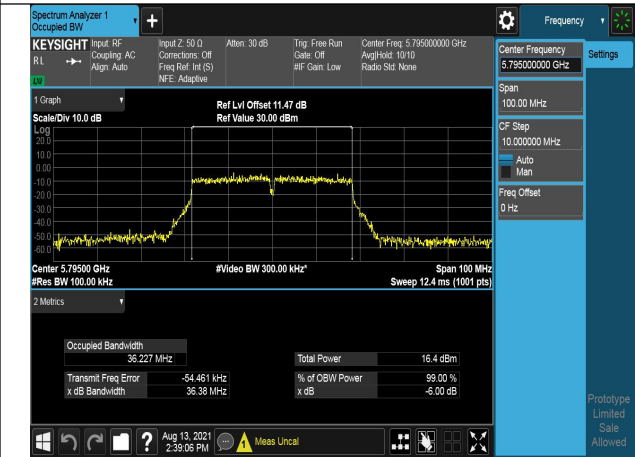 Spectrum Analyzer 1
Occupied BW
+
Frequency
KEYSIGHT
RL
LW
Input: RF
Coupling: AC
Align: Auto
Input Z: 50 Ω
Corrections: Off
Freq Ref: Int (S)
NFE: Adaptive
Atten: 30 dB
Trig: Free Run
Gate: Off
#IF Gain: Low
Center Freq: 5.795000000 GHz
Avg|Hold: 10/10
Radio Std: None
Center Frequency
5.795000000 GHz
Settings
Span
100.00 MHz
CF Step
10.000000 MHz
Auto
Man
Freq Offset
0 Hz
1 Graph
Scale/Div 10.0 dB
Ref Lvl Offset 11.47 dB
Ref Value 30.00 dBm
Log
20.0
10.0
0.00
-10.0
-20.0
-30.0
-40.0
-50.0
-60.0
Center 5.79500 GHz
#Video BW 300.00 kHz*
Span 100 MHz
#Res BW 100.00 kHz
Sweep 12.4 ms (1001 pts)
2 Metrics
Occupied Bandwidth
36.227 MHz
Total Power 16.4 dBm
Transmit Freq Error -54.461 kHz
% of OBW Power 99.00 %
x dB Bandwidth 36.38 MHz
x dB -6.00 dB
Prototype
Limited
Sale
Allowed
?
Aug 13, 2021
2:39:06 PM
Meas Uncal